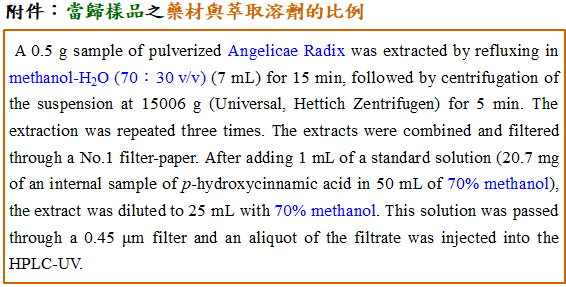 附件：當歸樣品之藥材與萃取溶劑的比例
A 0.5 g sample of pulverized Angelicae Radix was extracted by refluxing in
methanol-H₂O (70：30 v/v) (7 mL) for 15 min, followed by centrifugation of
the suspension at 15006 g (Universal, Hettich Zentrifugen) for 5 min. The
extraction was repeated three times. The extracts were combined and filtered
through a No.1 filter-paper. After adding 1 mL of a standard solution (20.7 mg
of an internal sample of p-hydroxycinnamic acid in 50 mL of 70% methanol),
the extract was diluted to 25 mL with 70% methanol. This solution was passed
through a 0.45 μm filter and an aliquot of the filtrate was injected into the
HPLC-UV.